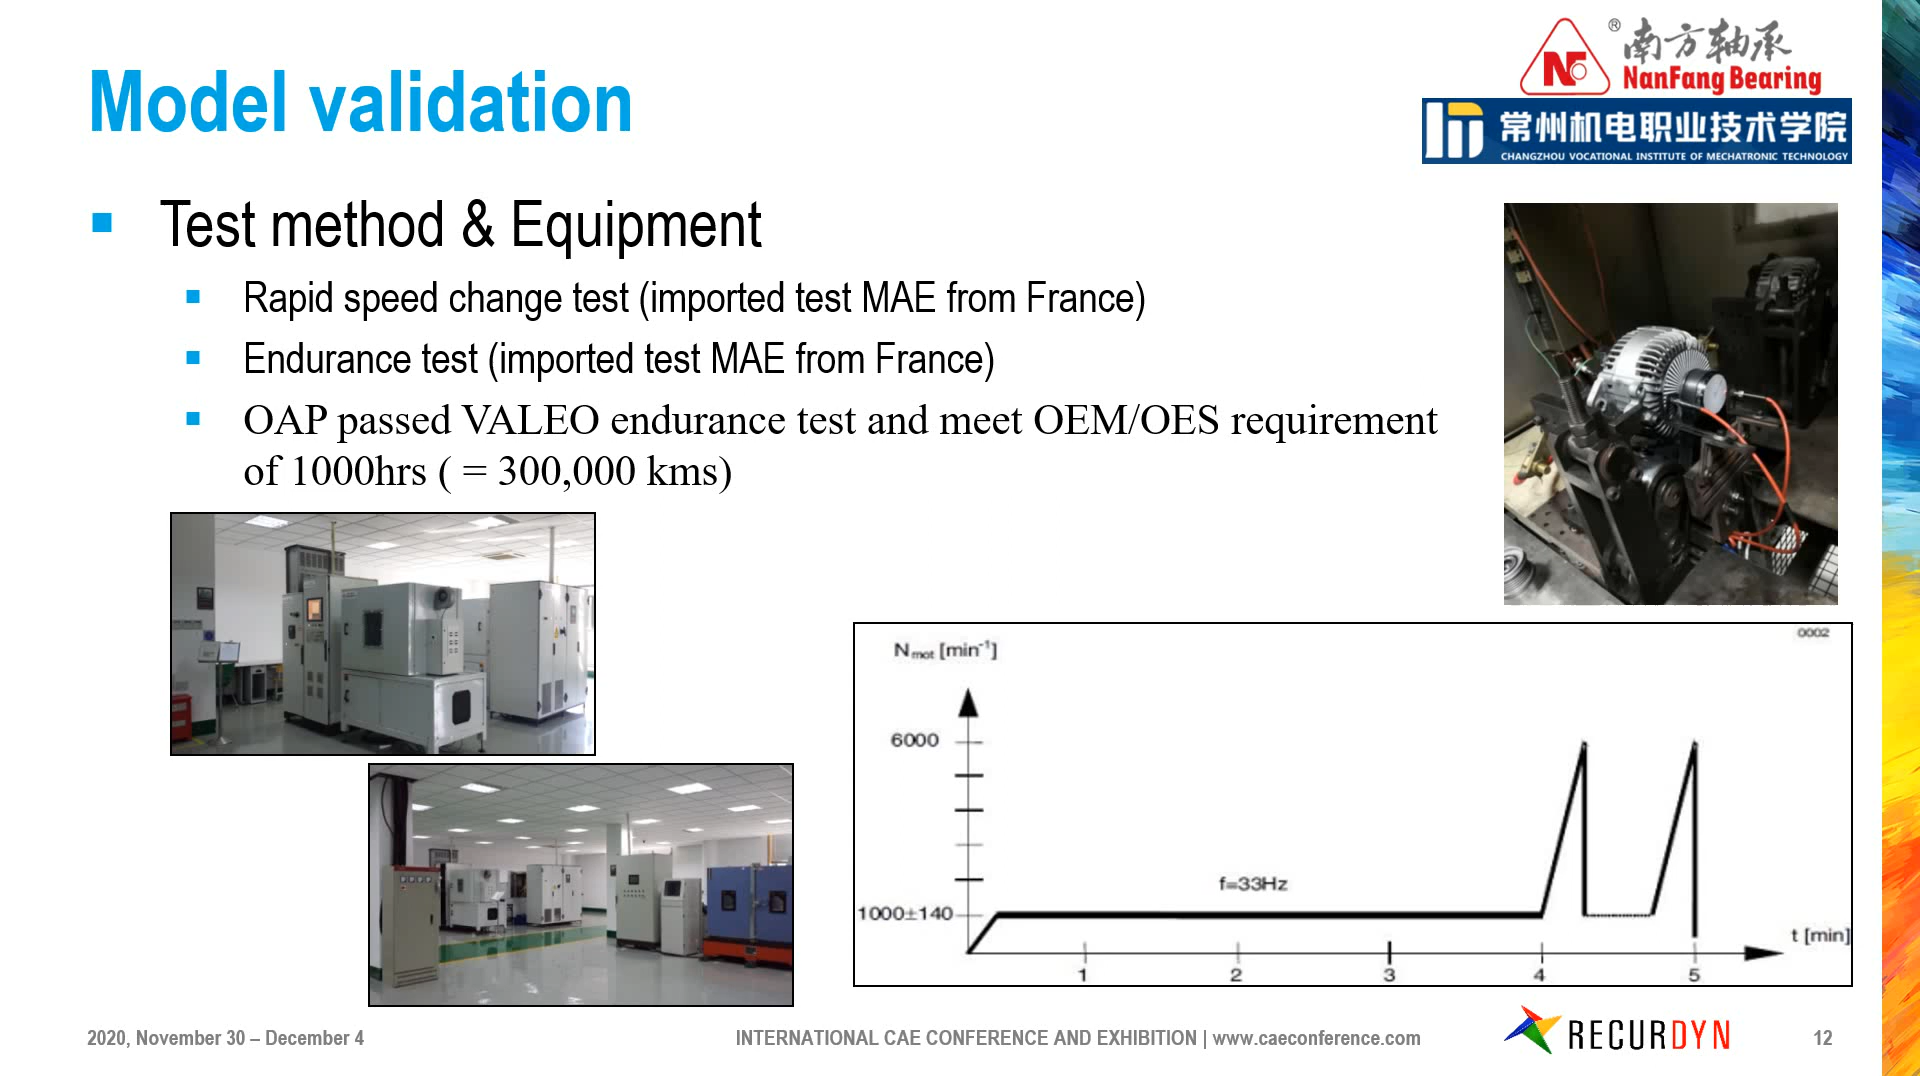 Model validation
® 南方轴承
NF
NanFang Bearing
常州机电职业技术学院
CHANGZHOU VOCATIONAL INSTITUTE OF MECHATRONIC TECHNOLOGY
Test method & Equipment
Rapid speed change test (imported test MAE from France)
Endurance test (imported test MAE from France)
OAP passed VALEO endurance test and meet OEM/OES requirement
of 1000hrs ( = 300,000 kms)
0002
Nmot [min⁻¹]
6000
f=33Hz
1000±140
t [min]
1 2 3 4 5
2020, November 30 – December 4
INTERNATIONAL CAE CONFERENCE AND EXHIBITION | www.caeconference.com
RECURDYN
12